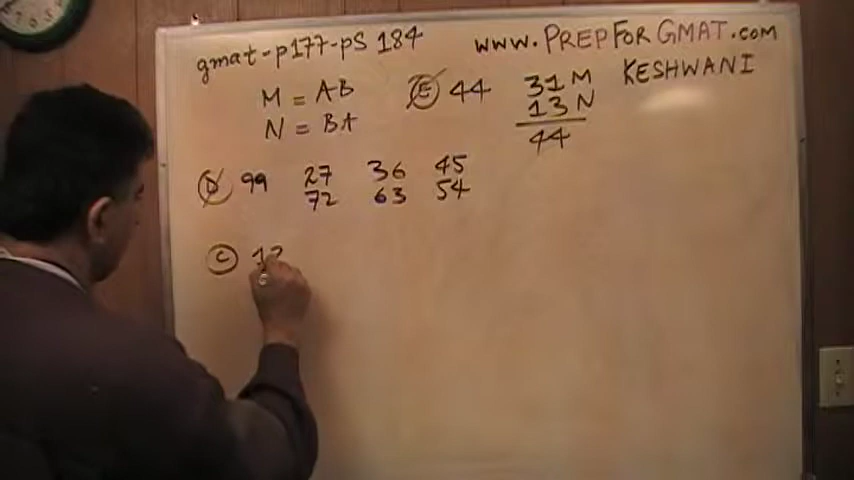 gmat-p177-pS 184
www.PREPFORGMAT.com
KESHWANI
M = AB
N = BA
E 44
31 M
13 N
44
D 99 27 36 45
72 63 54
C 12